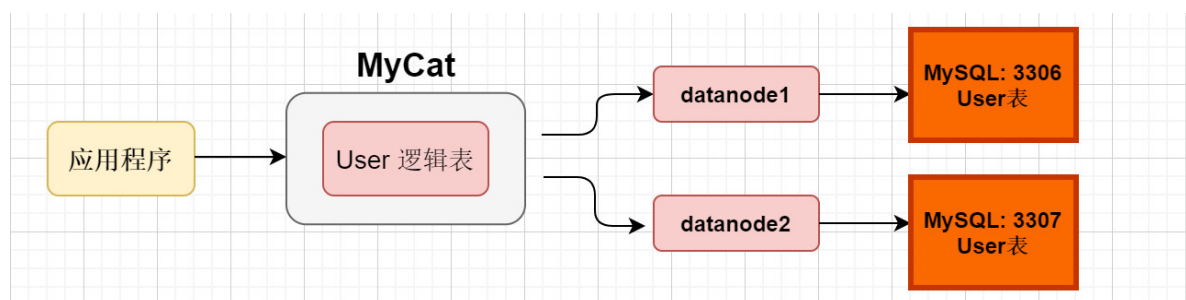 MyCat
应用程序
User 逻辑表
datanode1
MySQL: 3306
User表
datanode2
MySQL: 3307
User表